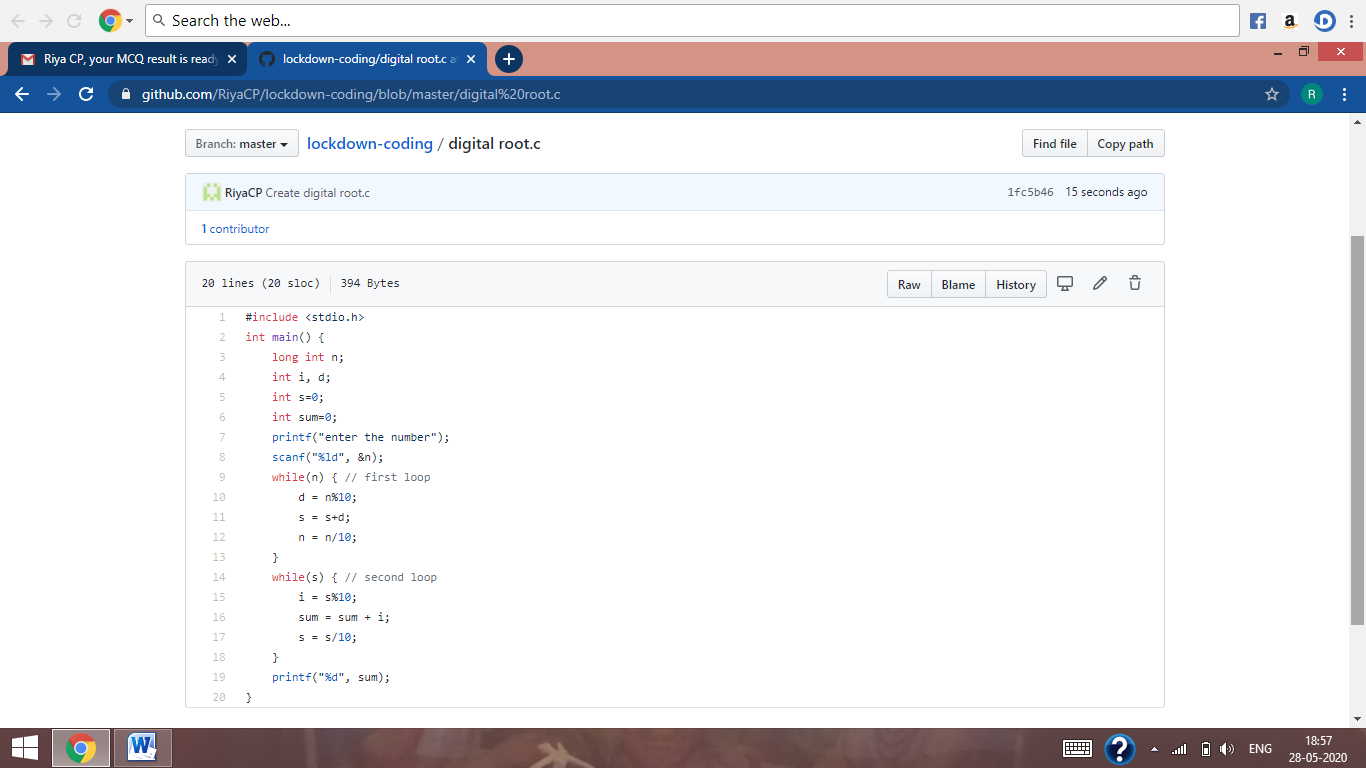 Search the web...
Riya CP, your MCQ result is ready
lockdown-coding/digital root.c a
github.com/RiyaCP/lockdown-coding/blob/master/digital%20root.c
R
Branch: master
lockdown-coding / digital root.c
Find file
Copy path
RiyaCP Create digital root.c
1fc5b46 15 seconds ago
1 contributor
20 lines (20 sloc) 394 Bytes
Raw
Blame
History
1 #include <stdio.h>
2 int main() {
3     long int n;
4     int i, d;
5     int s=0;
6     int sum=0;
7     printf("enter the number");
8     scanf("%ld", &n);
9     while(n) { // first loop
10         d = n%10;
11         s = s+d;
12         n = n/10;
13     }
14     while(s) { // second loop
15         i = s%10;
16         sum = sum + i;
17         s = s/10;
18     }
19     printf("%d", sum);
20 }
ENG
18:57
28-05-2020